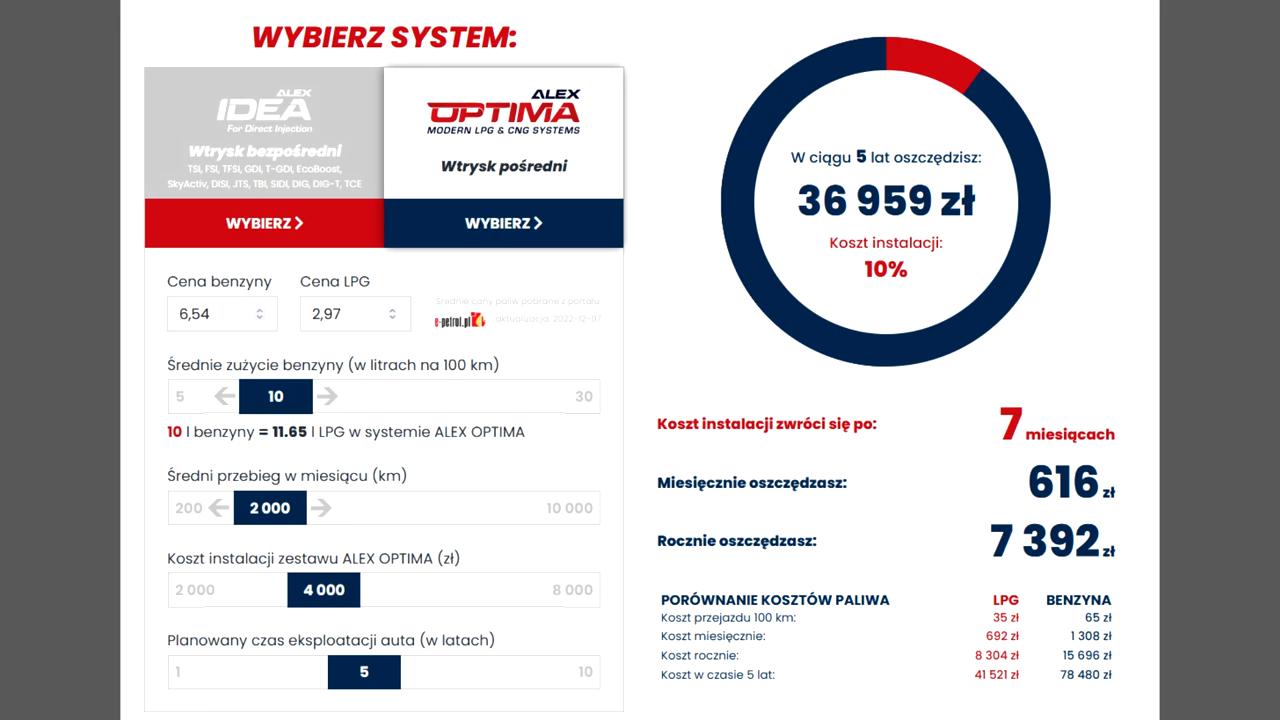 WYBIERZ SYSTEM:
ALEX
IDEA
For Direct Injection
Wtrysk bezpośredni
TSI, FSI, TFSI, GDI, T-GDI, EcoBoost,
SkyActiv, DISI, JTS, TBI, SIDI, DIG, DIG-T, TCE
WYBIERZ
ALEX
OPTIMA
MODERN LPG & CNG SYSTEMS
Wtrysk pośredni
WYBIERZ
Cena benzyny
Cena LPG
6,54
2,97
Średnie cany paliw pobrane z portalu
e-petrol.pl
aktualizacja: 2022-12-07
Średnie zużycie benzyny (w litrach na 100 km)
5
10
30
10 l benzyny = 11.65 l LPG w systemie ALEX OPTIMA
Średni przebieg w miesiącu (km)
200
2 000
10 000
Koszt instalacji zestawu ALEX OPTIMA (zł)
2 000
4 000
8 000
Planowany czas eksploatacji auta (w latach)
1
5
10
W ciągu 5 lat oszczędzisz:
36 959 zł
Koszt instalacji:
10%
Koszt instalacji zwróci się po: 7 miesiącach
Miesięcznie oszczędzasz: 616 zł
Rocznie oszczędzasz: 7 392 zł
PORÓWNANIE KOSZTÓW PALIWA LPG BENZYNA
Koszt przejazdu 100 km: 35 zł 65 zł
Koszt miesięcznie: 692 zł 1 308 zł
Koszt rocznie: 8 304 zł 15 696 zł
Koszt w czasie 5 lat: 41 521 zł 78 480 zł